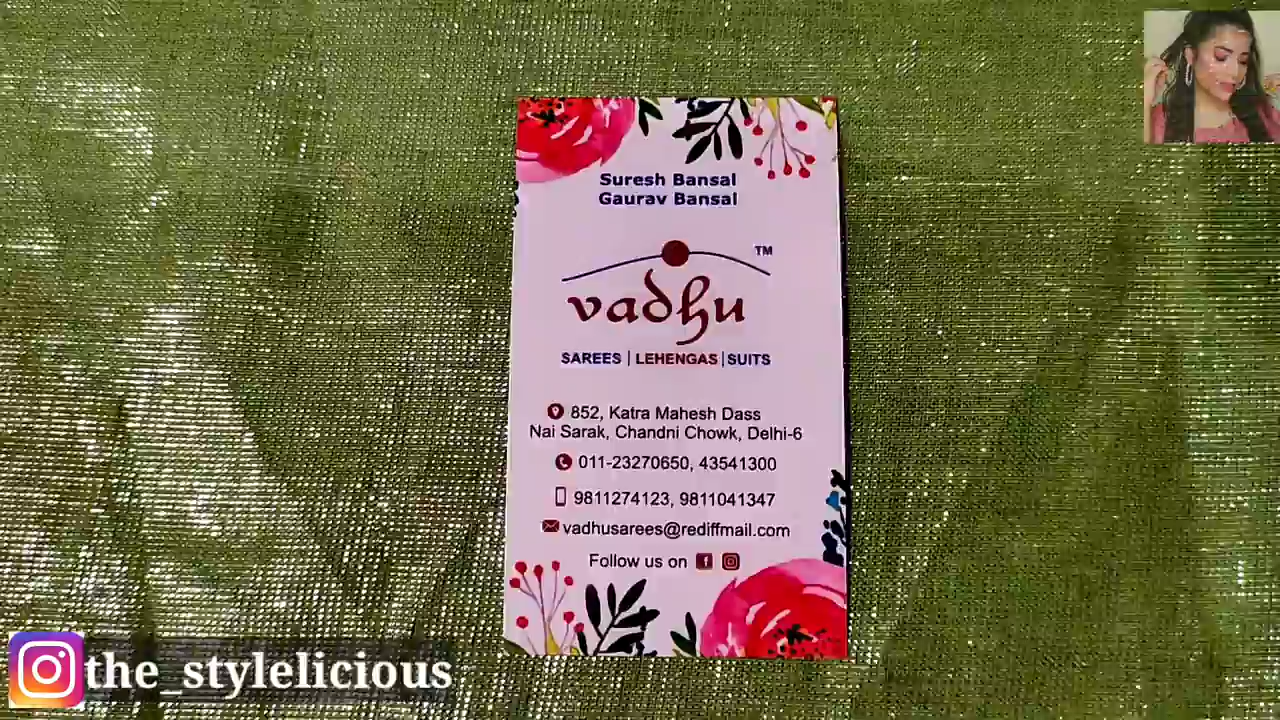 Suresh Bansal
Gaurav Bansal
TM
vadhu
SAREES | LEHENGAS | SUITS
852, Katra Mahesh Dass
Nai Sarak, Chandni Chowk, Delhi-6
011-23270650, 43541300
9811274123, 9811041347
vadhusarees@rediffmail.com
Follow us on
the_stylelicious